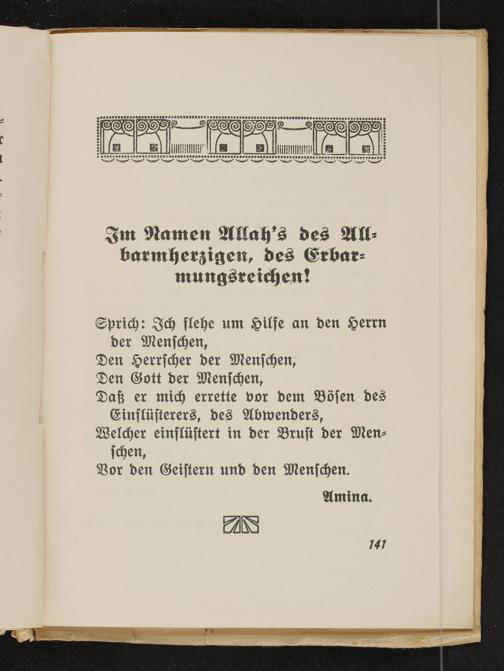 Im Namen Allah's des All-
barmherzigen, des Erbar-
mungsreichen!
Sprich: Ich flehe um Hilfe an den Herrn
der Menschen,
Den Herrscher der Menschen,
Den Gott der Menschen,
Daß er mich errette vor dem Bösen des
Einflüsterers, des Abwenders,
Welcher einflüstert in der Brust der Men-
schen,
Vor den Geistern und den Menschen.
Amina.
141